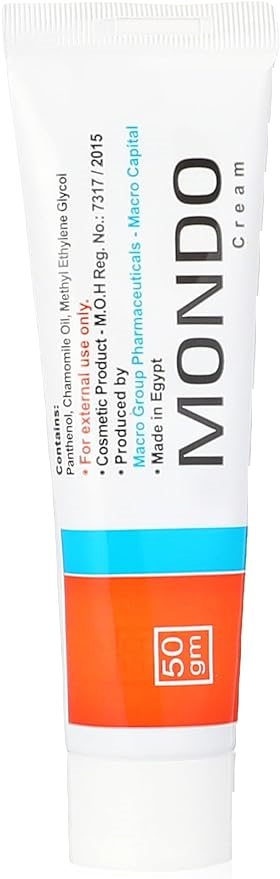 Contains:
Panthenol, Chamomile Oil, Methyl Ethylene Glycol
• For external use only.
• Cosmetic Product - M.O.H Reg. No.: 7317 / 2015
• Produced by
Macro Group Pharmaceuticals - Macro Capital
• Made in Egypt
MONDO
Cream
50
gm